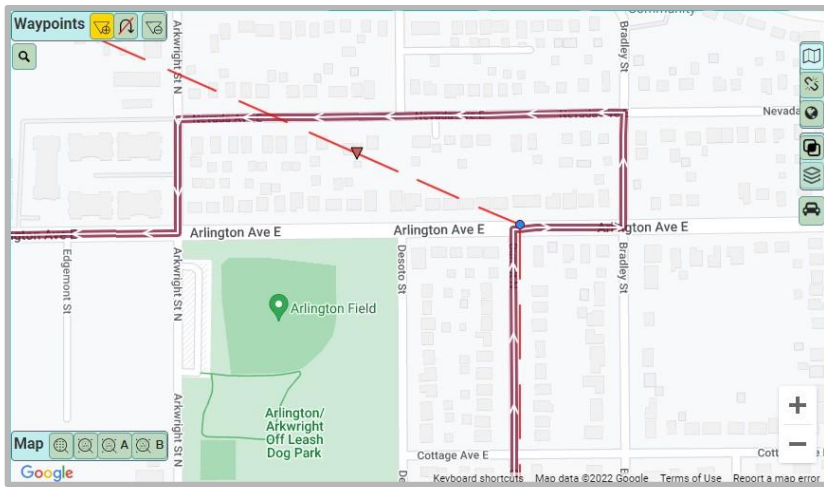 Waypoints
Community
Arkwright St N
Bradley St
Nevada
Arlington Ave E
Arlington Ave E
Arlington Ave E
Edgemont St
Arkwright St N
Desoto St
Bradley St
Arlington Field
Arkwright St N
Arlington/
Arkwright
Off Leash
Dog Park
Map
A
B
Cottage Ave E
Google
Keyboard shortcuts
Map data ©2022 Google
Terms of Use
Report a map error